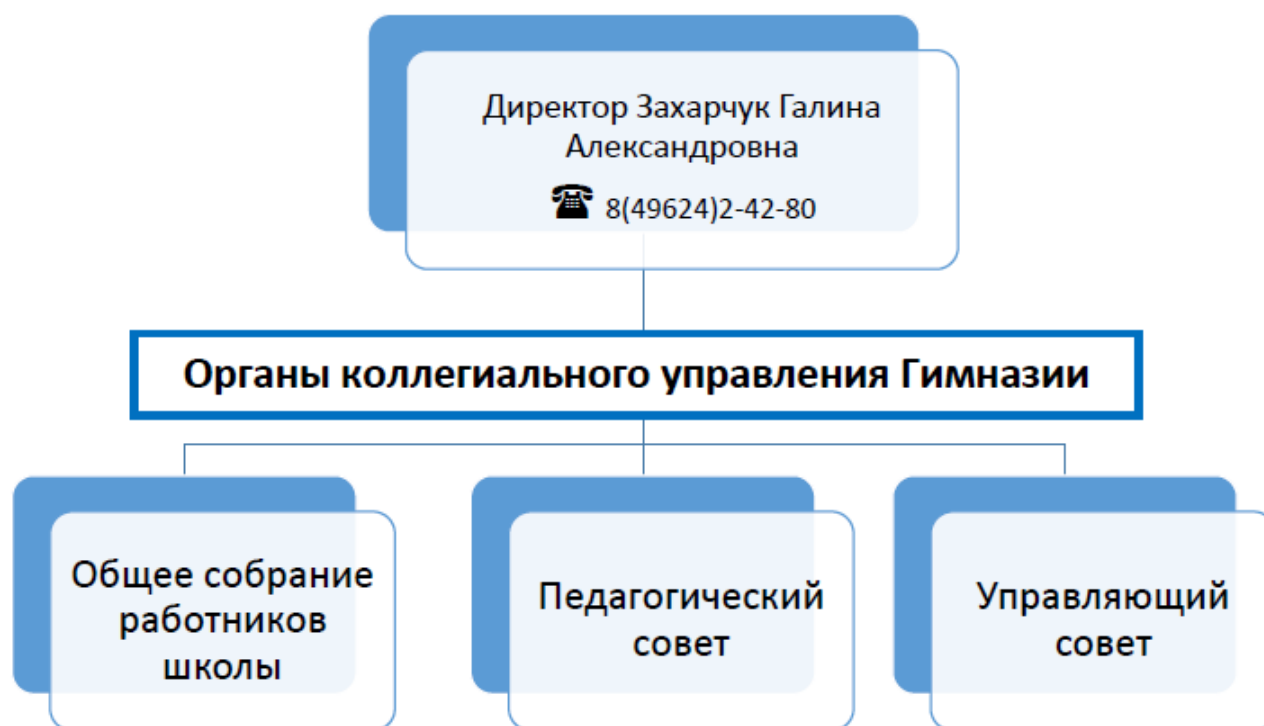 Директор Захарчук Галина
Александровна
☎ 8(49624)2-42-80
Органы коллегиального управления Гимназии
Общее собрание
работников
школы
Педагогический
совет
Управляющий
совет